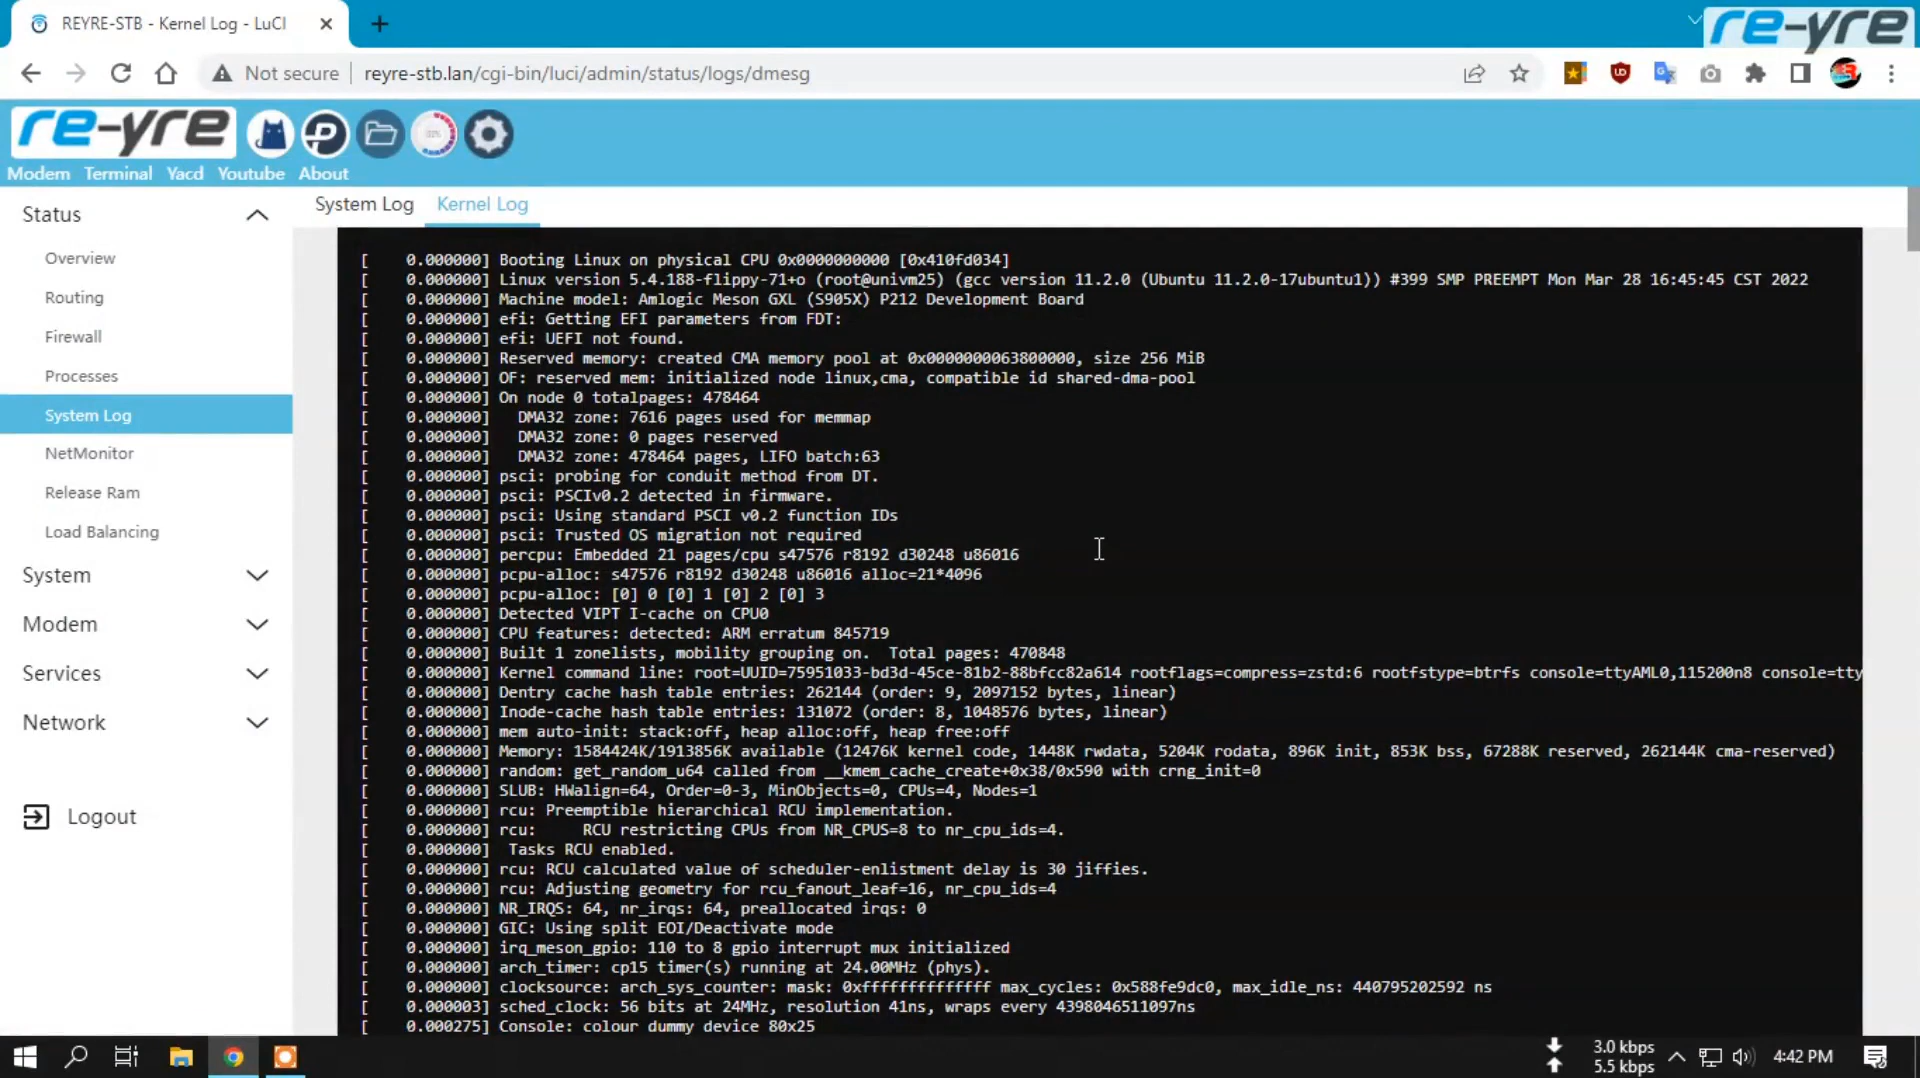 REYRE-STB - Kernel Log - LuCI
re-yre
Not secure
reyre-stb.lan/cgi-bin/luci/admin/status/logs/dmesg
re-yre
Modem Terminal Yacd Youtube About
Status
Overview
Routing
Firewall
Processes
System Log
NetMonitor
Release Ram
Load Balancing
System
Modem
Services
Network
Logout
System Log Kernel Log
[    0.000000] Booting Linux on physical CPU 0x0000000000 [0x410fd034]
[    0.000000] Linux version 5.4.188-flippy-71+o (root@univm25) (gcc version 11.2.0 (Ubuntu 11.2.0-17ubuntu1)) #399 SMP PREEMPT Mon Mar 28 16:45:45 CST 2022
[    0.000000] Machine model: Amlogic Meson GXL (S905X) P212 Development Board
[    0.000000] efi: Getting EFI parameters from FDT:
[    0.000000] efi: UEFI not found.
[    0.000000] Reserved memory: created CMA memory pool at 0x0000000063800000, size 256 MiB
[    0.000000] OF: reserved mem: initialized node linux,cma, compatible id shared-dma-pool
[    0.000000] On node 0 totalpages: 478464
[    0.000000]   DMA32 zone: 7616 pages used for memmap
[    0.000000]   DMA32 zone: 0 pages reserved
[    0.000000]   DMA32 zone: 478464 pages, LIFO batch:63
[    0.000000] psci: probing for conduit method from DT.
[    0.000000] psci: PSCIv0.2 detected in firmware.
[    0.000000] psci: Using standard PSCI v0.2 function IDs
[    0.000000] psci: Trusted OS migration not required
[    0.000000] percpu: Embedded 21 pages/cpu s47576 r8192 d30248 u86016
[    0.000000] pcpu-alloc: s47576 r8192 d30248 u86016 alloc=21*4096
[    0.000000] pcpu-alloc: [0] 0 [0] 1 [0] 2 [0] 3
[    0.000000] Detected VIPT I-cache on CPU0
[    0.000000] CPU features: detected: ARM erratum 845719
[    0.000000] Built 1 zonelists, mobility grouping on.  Total pages: 470848
[    0.000000] Kernel command line: root=UUID=75951033-bd3d-45ce-81b2-88bfcc82a614 rootflags=compress=zstd:6 rootfstype=btrfs console=ttyAML0,115200n8 console=tty
[    0.000000] Dentry cache hash table entries: 262144 (order: 9, 2097152 bytes, linear)
[    0.000000] Inode-cache hash table entries: 131072 (order: 8, 1048576 bytes, linear)
[    0.000000] mem auto-init: stack:off, heap alloc:off, heap free:off
[    0.000000] Memory: 1584424K/1913856K available (12476K kernel code, 1448K rwdata, 5204K rodata, 896K init, 853K bss, 67288K reserved, 262144K cma-reserved)
[    0.000000] random: get_random_u64 called from __kmem_cache_create+0x38/0x590 with crng_init=0
[    0.000000] SLUB: HWalign=64, Order=0-3, MinObjects=0, CPUs=4, Nodes=1
[    0.000000] rcu: Preemptible hierarchical RCU implementation.
[    0.000000] rcu:     RCU restricting CPUs from NR_CPUS=8 to nr_cpu_ids=4.
[    0.000000]  Tasks RCU enabled.
[    0.000000] rcu: RCU calculated value of scheduler-enlistment delay is 30 jiffies.
[    0.000000] rcu: Adjusting geometry for rcu_fanout_leaf=16, nr_cpu_ids=4
[    0.000000] NR_IRQS: 64, nr_irqs: 64, preallocated irqs: 0
[    0.000000] GIC: Using split EOI/Deactivate mode
[    0.000000] irq_meson_gpio: 110 to 8 gpio interrupt mux initialized
[    0.000000] arch_timer: cp15 timer(s) running at 24.00MHz (phys).
[    0.000000] clocksource: arch_sys_counter: mask: 0xffffffffffffff max_cycles: 0x588fe9dc0, max_idle_ns: 440795202592 ns
[    0.000003] sched_clock: 56 bits at 24MHz, resolution 41ns, wraps every 4398046511097ns
[    0.000275] Console: colour dummy device 80x25
3.0 kbps
5.5 kbps
4:42 PM